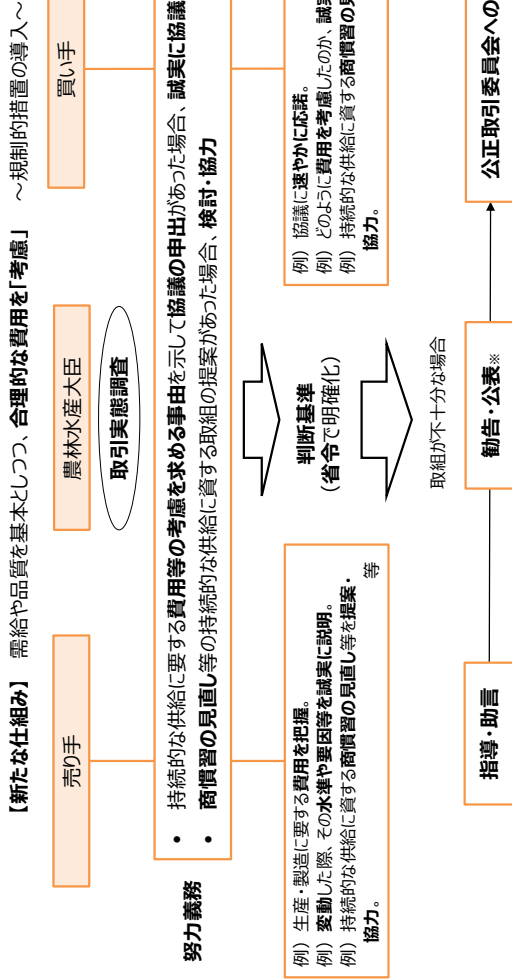 【新たな仕組み】 需給や品質を基本としつつ、合理的な費用を「考慮」 ～規制的措置の導入～
売り手
農林水産大臣
買い手
取引実態調査
努力義務
• 持続的な供給に要する費用等の考慮を求める事由を示して協議の申出があった場合、誠実に協議
• 商慣習の見直し等の持続的な供給に資する取組の提案があった場合、検討・協力
例）生産・製造に要する費用を把握。
例）変動した際、その水準や要因等を誠実に説明。
例）持続的な供給に資する商慣習の見直し等を提案・
協力。 等
判断基準
（省令で明確化）
例）協議に速やかに応諾。
例）どのように費用を考慮したのか、誠実
例）持続的な供給に資する商慣習の見
協力。
取組が不十分な場合
指導・助言
勧告・公表※
公正取引委員会への